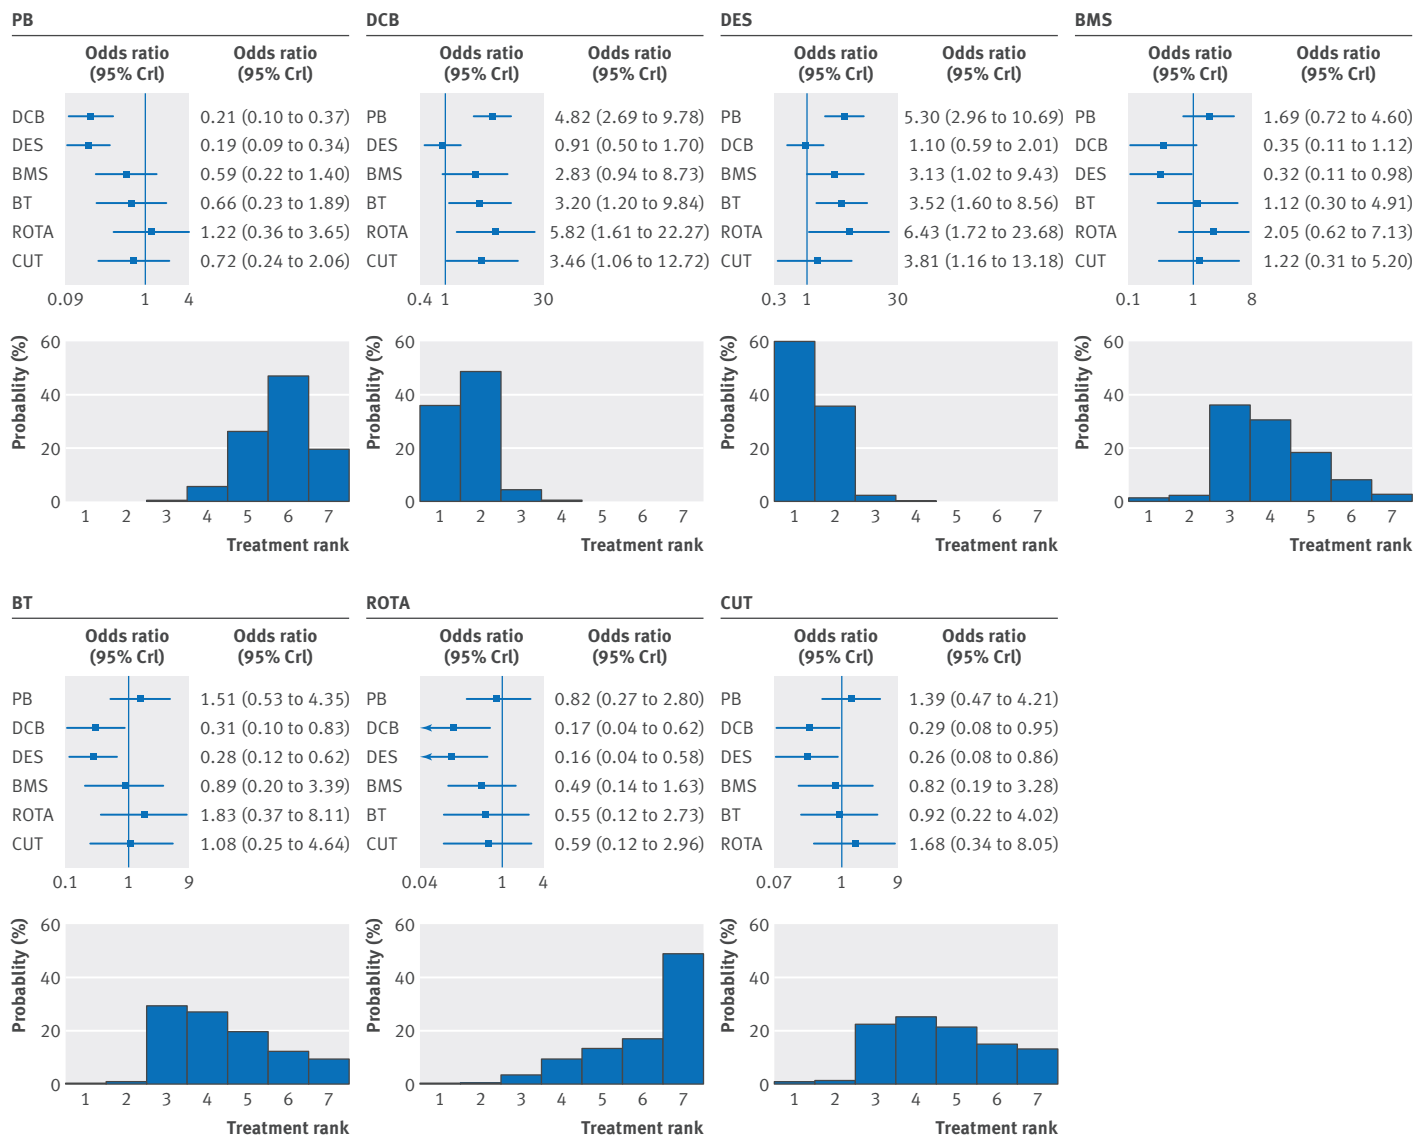 PB
Odds ratio (95% CrI)
Odds ratio (95% CrI)
DCB 0.21 (0.10 to 0.37)
DES 0.19 (0.09 to 0.34)
BMS 0.59 (0.22 to 1.40)
BT 0.66 (0.23 to 1.89)
ROTA 1.22 (0.36 to 3.65)
CUT 0.72 (0.24 to 2.06)
0.09 1 4
Probablity (%)
60
40
20
0
1 2 3 4 5 6 7
Treatment rank
DCB
Odds ratio (95% CrI)
Odds ratio (95% CrI)
PB 4.82 (2.69 to 9.78)
DES 0.91 (0.50 to 1.70)
BMS 2.83 (0.94 to 8.73)
BT 3.20 (1.20 to 9.84)
ROTA 5.82 (1.61 to 22.27)
CUT 3.46 (1.06 to 12.72)
0.4 1 30
Probablity (%)
60
40
20
0
1 2 3 4 5 6 7
Treatment rank
DES
Odds ratio (95% CrI)
Odds ratio (95% CrI)
PB 5.30 (2.96 to 10.69)
DCB 1.10 (0.59 to 2.01)
BMS 3.13 (1.02 to 9.43)
BT 3.52 (1.60 to 8.56)
ROTA 6.43 (1.72 to 23.68)
CUT 3.81 (1.16 to 13.18)
0.3 1 30
Probablity (%)
60
40
20
0
1 2 3 4 5 6 7
Treatment rank
BMS
Odds ratio (95% CrI)
Odds ratio (95% CrI)
PB 1.69 (0.72 to 4.60)
DCB 0.35 (0.11 to 1.12)
DES 0.32 (0.11 to 0.98)
BT 1.12 (0.30 to 4.91)
ROTA 2.05 (0.62 to 7.13)
CUT 1.22 (0.31 to 5.20)
0.1 1 8
Probablity (%)
60
40
20
0
1 2 3 4 5 6 7
Treatment rank
BT
Odds ratio (95% CrI)
Odds ratio (95% CrI)
PB 1.51 (0.53 to 4.35)
DCB 0.31 (0.10 to 0.83)
DES 0.28 (0.12 to 0.62)
BMS 0.89 (0.20 to 3.39)
ROTA 1.83 (0.37 to 8.11)
CUT 1.08 (0.25 to 4.64)
0.1 1 9
Probablity (%)
60
40
20
0
1 2 3 4 5 6 7
Treatment rank
ROTA
Odds ratio (95% CrI)
Odds ratio (95% CrI)
PB 0.82 (0.27 to 2.80)
DCB 0.17 (0.04 to 0.62)
DES 0.16 (0.04 to 0.58)
BMS 0.49 (0.14 to 1.63)
BT 0.55 (0.12 to 2.73)
CUT 0.59 (0.12 to 2.96)
0.04 1 4
Probablity (%)
60
40
20
0
1 2 3 4 5 6 7
Treatment rank
CUT
Odds ratio (95% CrI)
Odds ratio (95% CrI)
PB 1.39 (0.47 to 4.21)
DCB 0.29 (0.08 to 0.95)
DES 0.26 (0.08 to 0.86)
BMS 0.82 (0.19 to 3.28)
BT 0.92 (0.22 to 4.02)
ROTA 1.68 (0.34 to 8.05)
0.07 1 9
Probablity (%)
60
40
20
0
1 2 3 4 5 6 7
Treatment rank